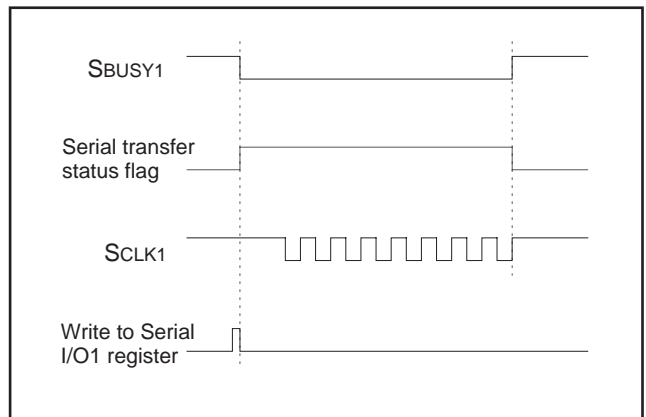 SBUSY1
Serial transfer
status flag
SCLK1
Write to Serial
I/O1 register